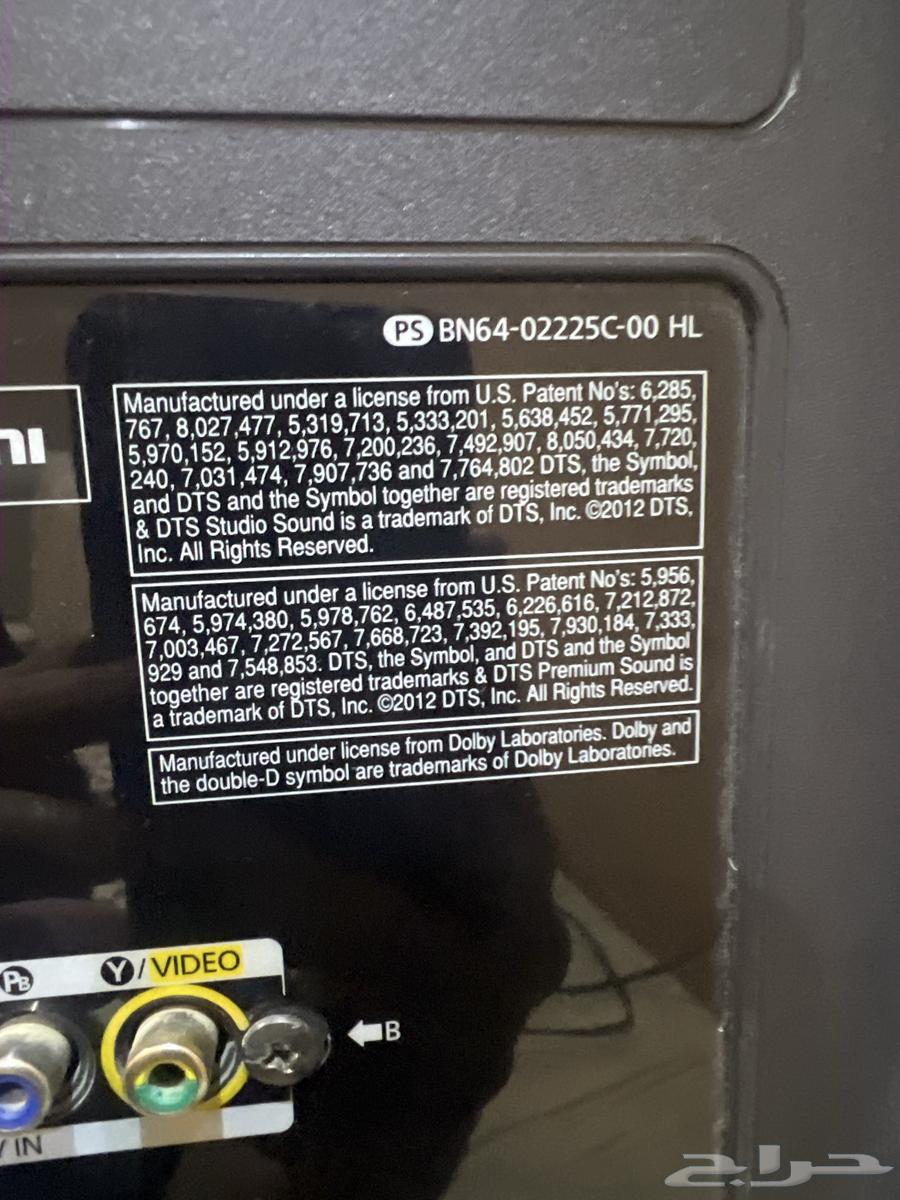 PS BN64-02225C-00 HL
Manufactured under a license from U.S. Patent No's: 6,285,
767, 8,027,477, 5,319,713, 5,333,201, 5,638,452, 5,771,295,
5,970,152, 5,912,976, 7,200,236, 7,492,907, 8,050,434, 7,720,
240, 7,031,474, 7,907,736 and 7,764,802 DTS, the Symbol,
and DTS and the Symbol together are registered trademarks
& DTS Studio Sound is a trademark of DTS, Inc. ©2012 DTS,
Inc. All Rights Reserved.
Manufactured under a license from U.S. Patent No's: 5,956,
674, 5,974,380, 5,978,762, 6,487,535, 6,226,616, 7,212,872,
7,003,467, 7,272,567, 7,668,723, 7,392,195, 7,930,184, 7,333,
929 and 7,548,853. DTS, the Symbol, and DTS and the Symbol
together are registered trademarks & DTS Premium Sound is
a trademark of DTS, Inc. ©2012 DTS, Inc. All Rights Reserved.
Manufactured under license from Dolby Laboratories. Dolby and
the double-D symbol are trademarks of Dolby Laboratories.
PB Y/VIDEO
B
IN
حراج